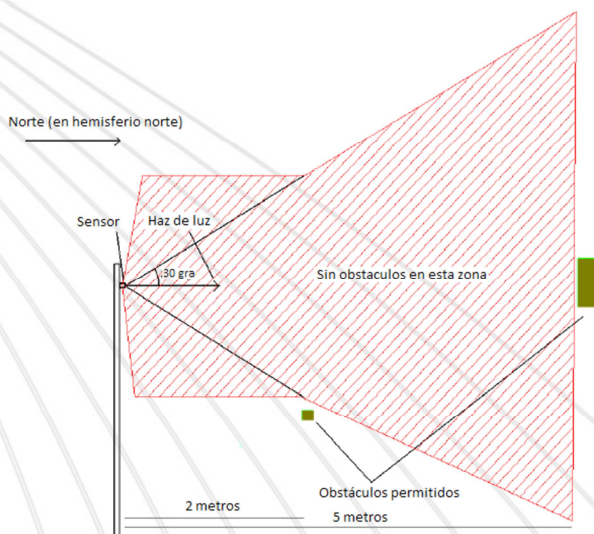 Norte (en hemisferio norte)
Sensor
Haz de luz
30 gra
Sin obstaculos en esta zona
Obstáculos permitidos
2 metros
5 metros